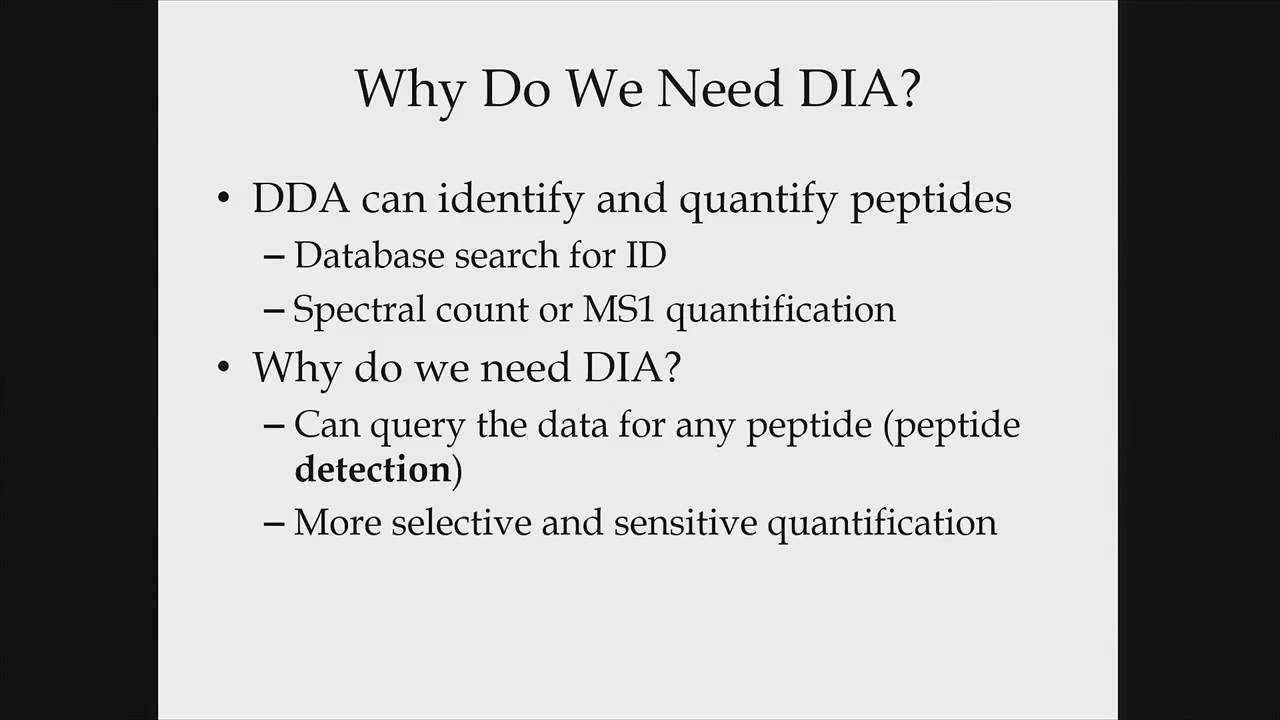 Why Do We Need DIA?
• DDA can identify and quantify peptides
– Database search for ID
– Spectral count or MS1 quantification
• Why do we need DIA?
– Can query the data for any peptide (peptide
detection)
– More selective and sensitive quantification